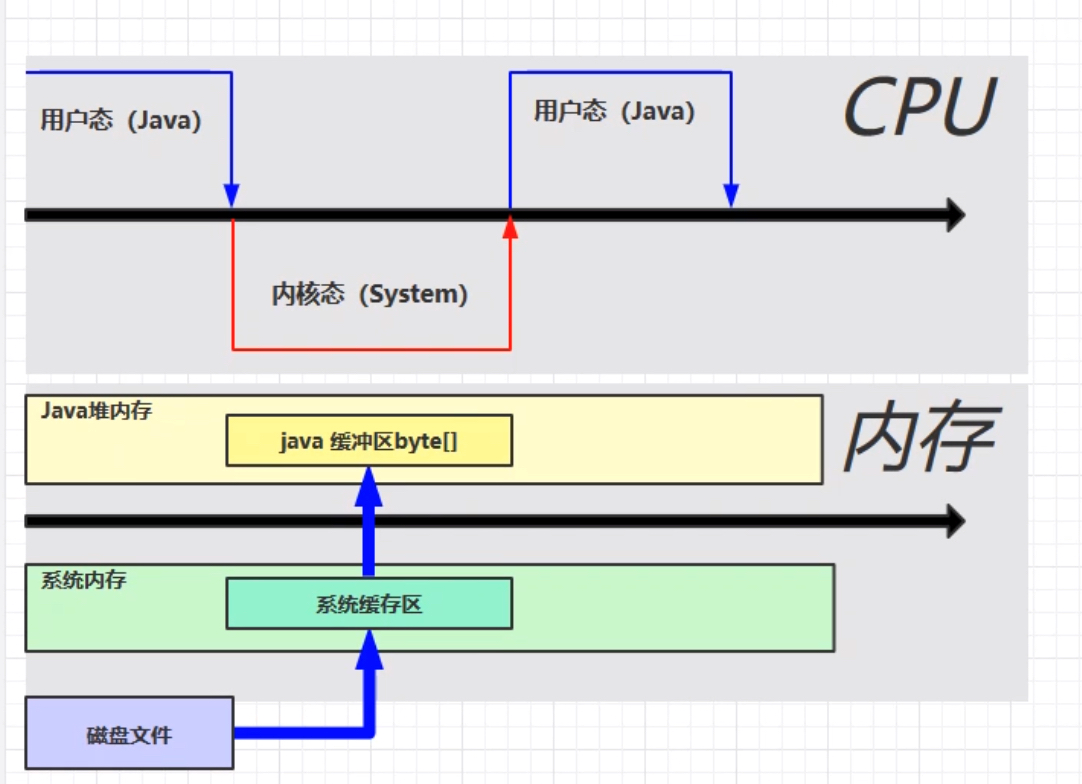 用户态（Java）
用户态（Java）
CPU
内核态（System）
Java堆内存
java 缓冲区byte[]
内存
系统内存
系统缓存区
磁盘文件